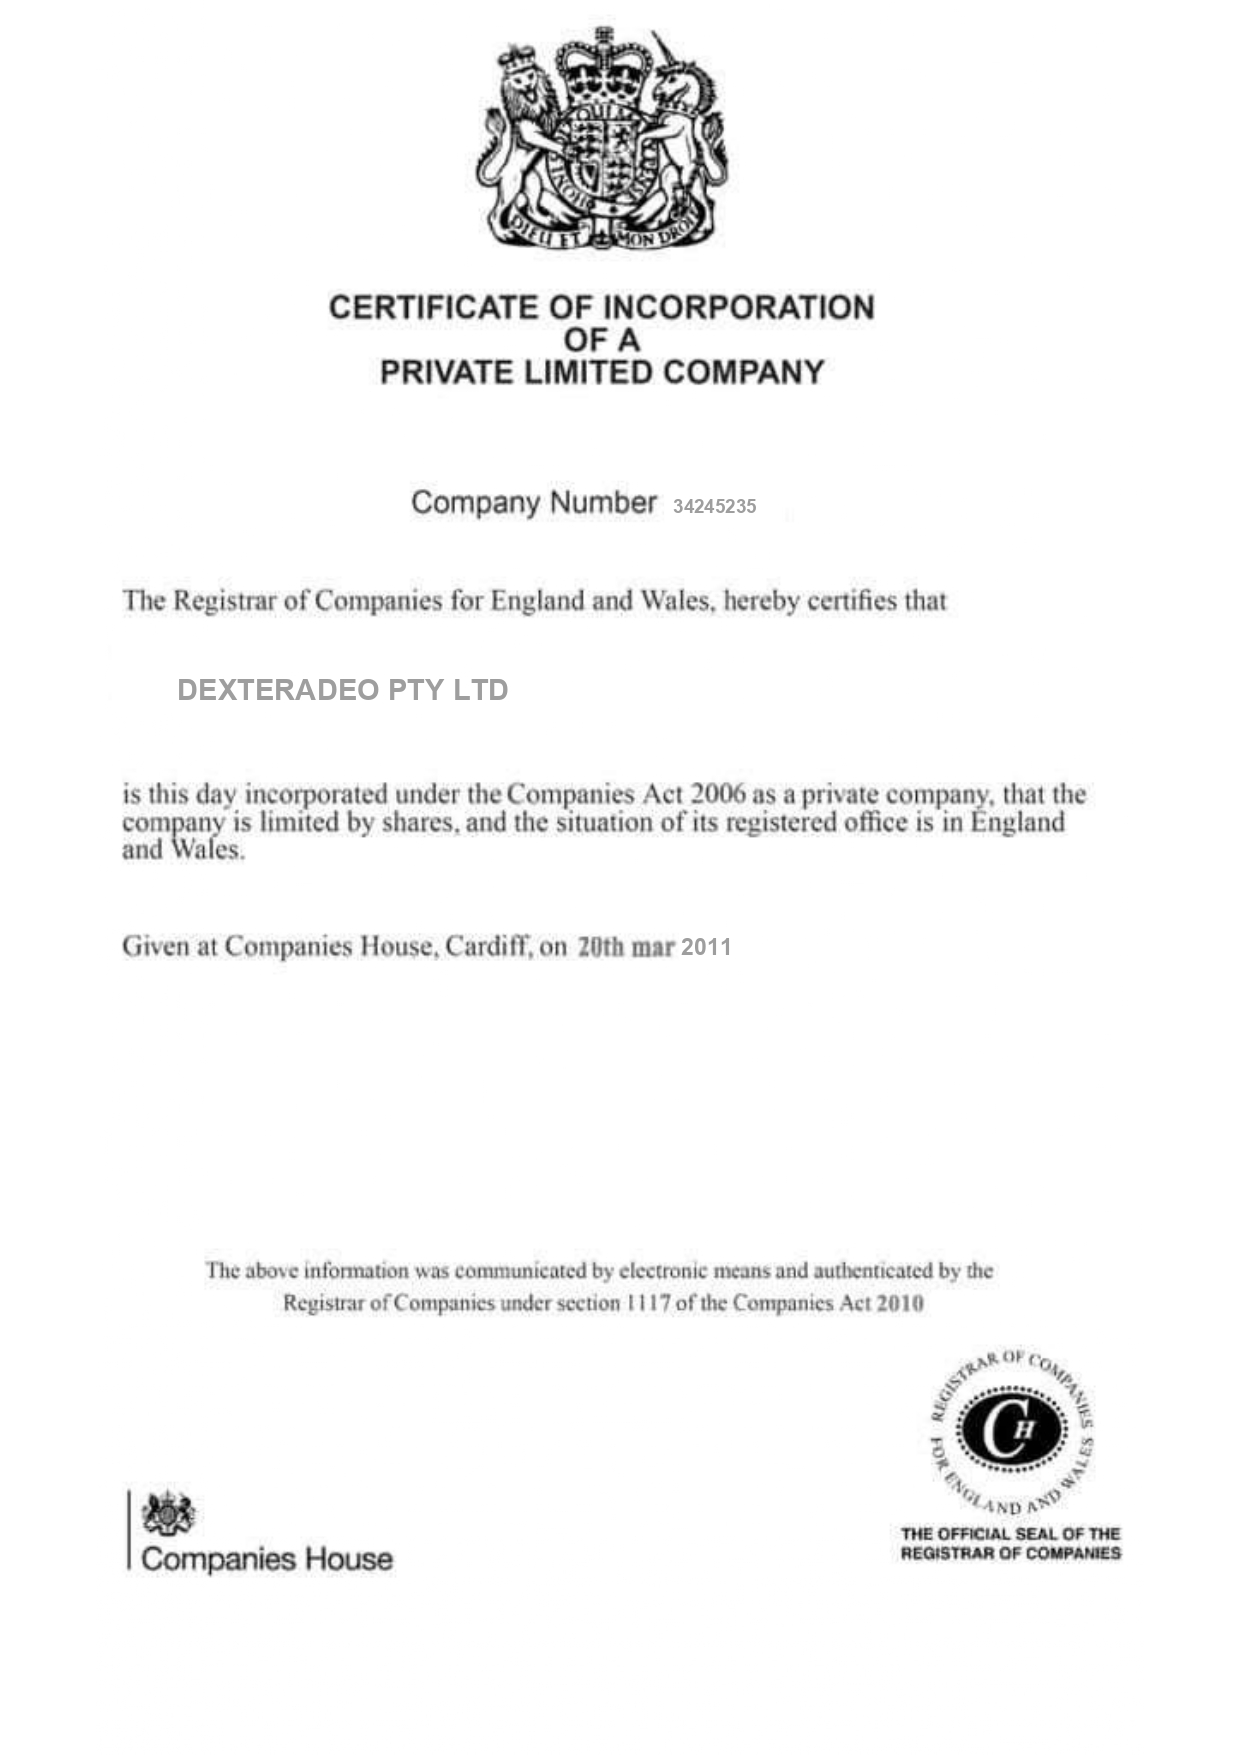 DIEU ET MON DROIT
CERTIFICATE OF INCORPORATION
OF A
PRIVATE LIMITED COMPANY
Company Number 34245235
The Registrar of Companies for England and Wales, hereby certifies that
DEXTERADEO PTY LTD
is this day incorporated under the Companies Act 2006 as a private company, that the
company is limited by shares, and the situation of its registered office is in England
and Wales.
Given at Companies House, Cardiff, on 20th mar 2011
The above information was communicated by electronic means and authenticated by the
Registrar of Companies under section 1117 of the Companies Act 2010
REGISTRAR OF COMPANIES
FOR ENGLAND AND WALES
CH
THE OFFICIAL SEAL OF THE
REGISTRAR OF COMPANIES
Companies House